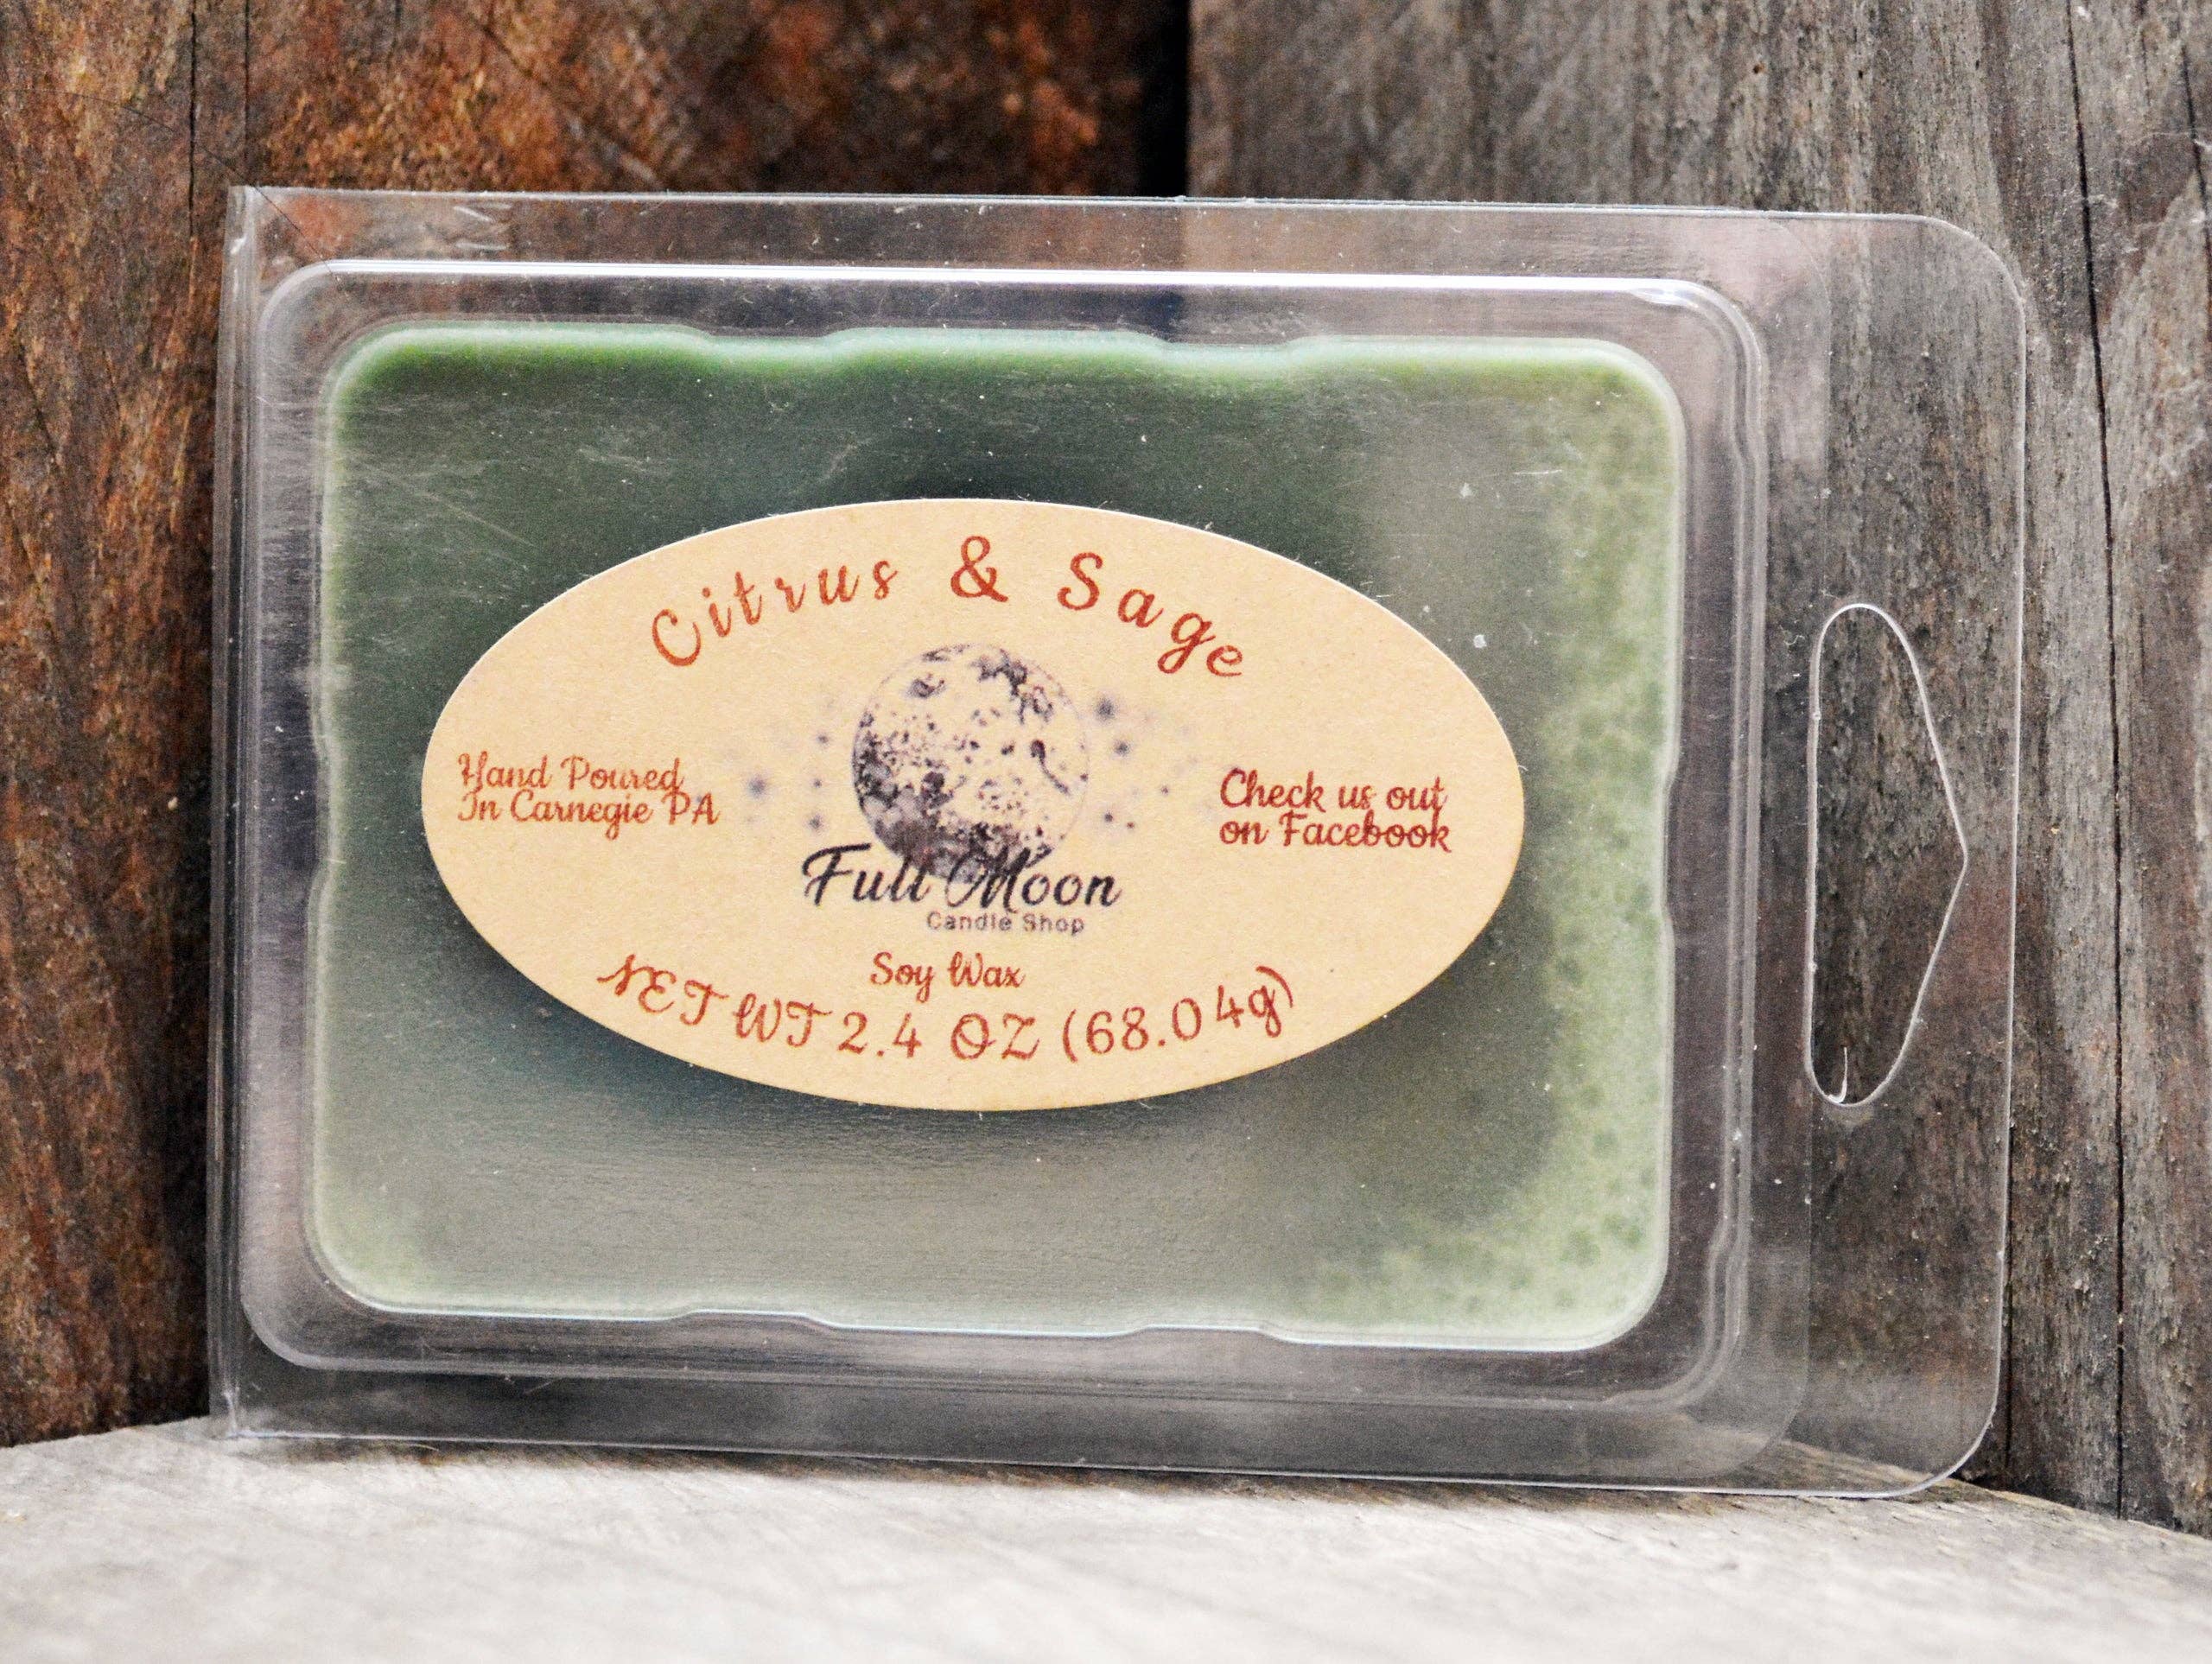 Citrus & Sage
Hand Poured
In Carnegie PA
Check us out
on Facebook
Full Moon
Candle Shop
Soy Wax
NET WT 2.4 OZ (68.04g)